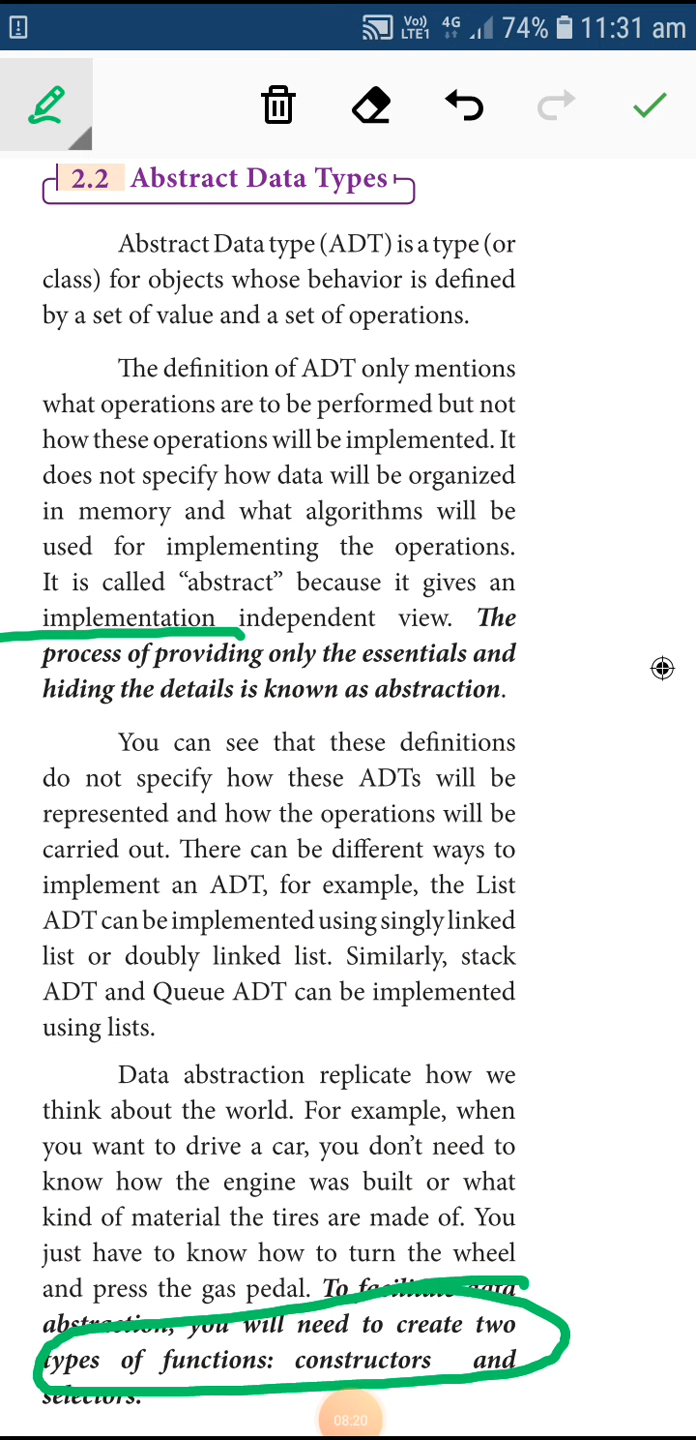 Vo))
LTE1
4G
74%
11:31 am
2.2 Abstract Data Types
Abstract Data type (ADT) is a type (or
class) for objects whose behavior is defined
by a set of value and a set of operations.
The definition of ADT only mentions
what operations are to be performed but not
how these operations will be implemented. It
does not specify how data will be organized
in memory and what algorithms will be
used for implementing the operations.
It is called “abstract” because it gives an
implementation independent view. The
process of providing only the essentials and
hiding the details is known as abstraction.
You can see that these definitions
do not specify how these ADTs will be
represented and how the operations will be
carried out. There can be different ways to
implement an ADT, for example, the List
ADT can be implemented using singly linked
list or doubly linked list. Similarly, stack
ADT and Queue ADT can be implemented
using lists.
Data abstraction replicate how we
think about the world. For example, when
you want to drive a car, you don’t need to
know how the engine was built or what
kind of material the tires are made of. You
just have to know how to turn the wheel
and press the gas pedal. To facilitate data
abstraction, you will need to create two
types of functions: constructors and
selectors.
08:20